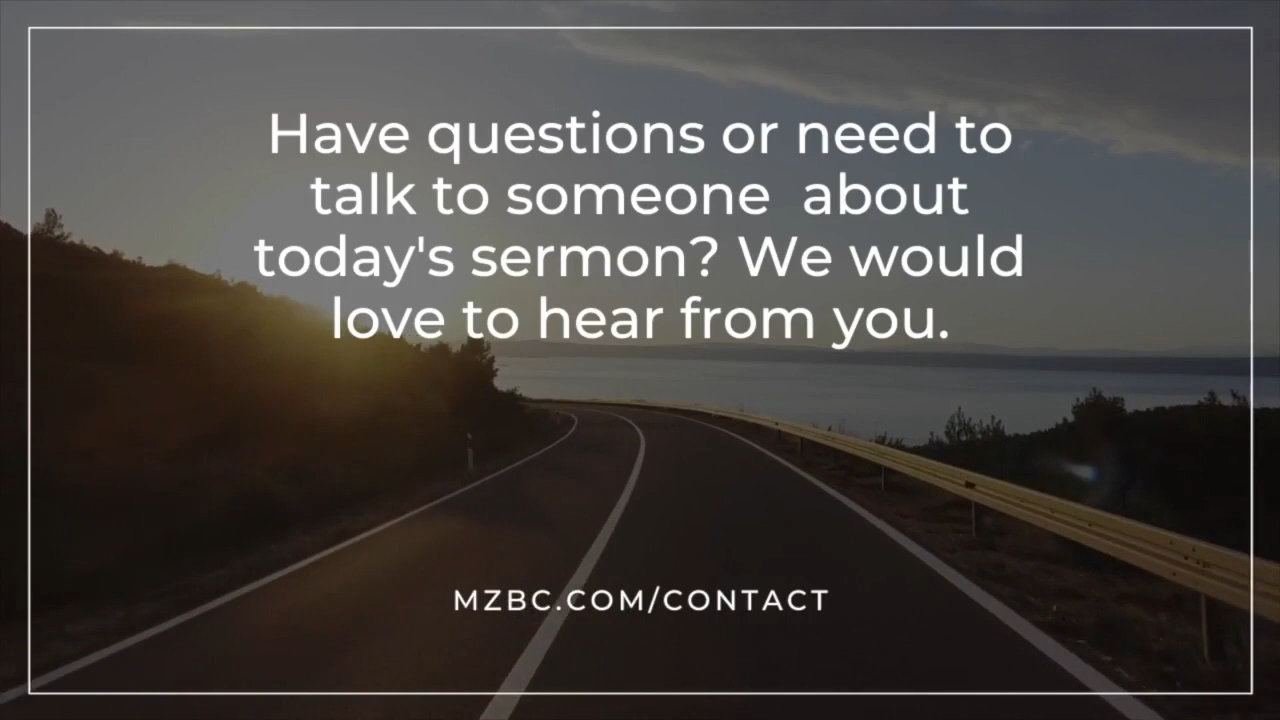 Have questions or need to
talk to someone  about
today's sermon? We would
love to hear from you.
MZBC.COM/CONTACT